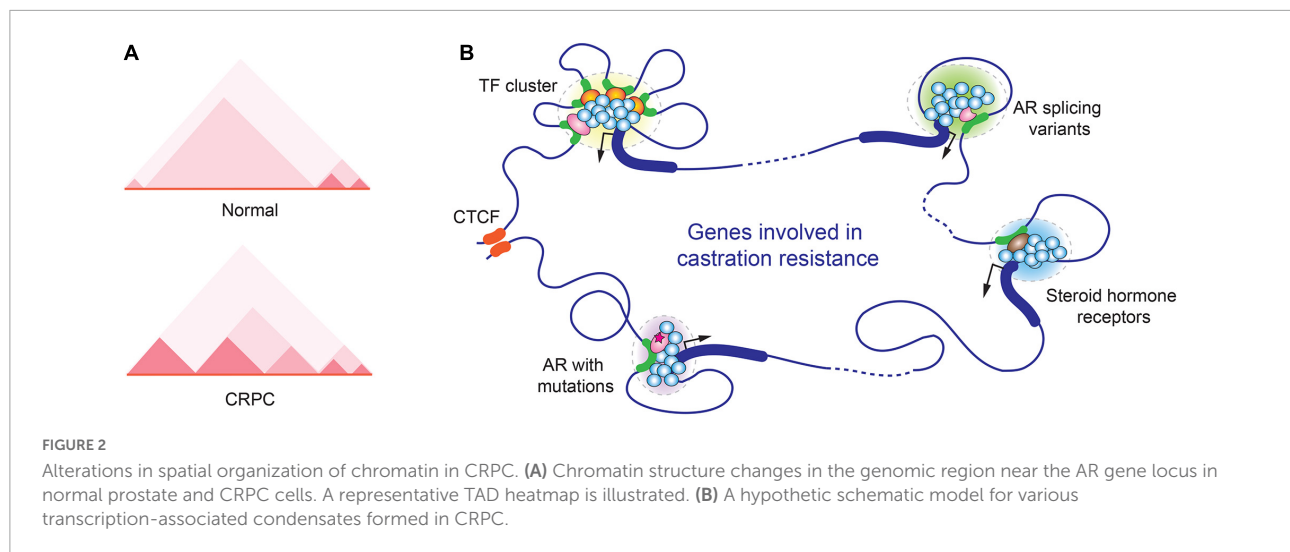 A
Normal
CRPC
B
TF cluster
AR splicing
variants
CTCF
Genes involved in
castration resistance
Steroid hormone
receptors
AR with
mutations
FIGURE 2
Alterations in spatial organization of chromatin in CRPC. (A) Chromatin structure changes in the genomic region near the AR gene locus in
normal prostate and CRPC cells. A representative TAD heatmap is illustrated. (B) A hypothetic schematic model for various
transcription-associated condensates formed in CRPC.